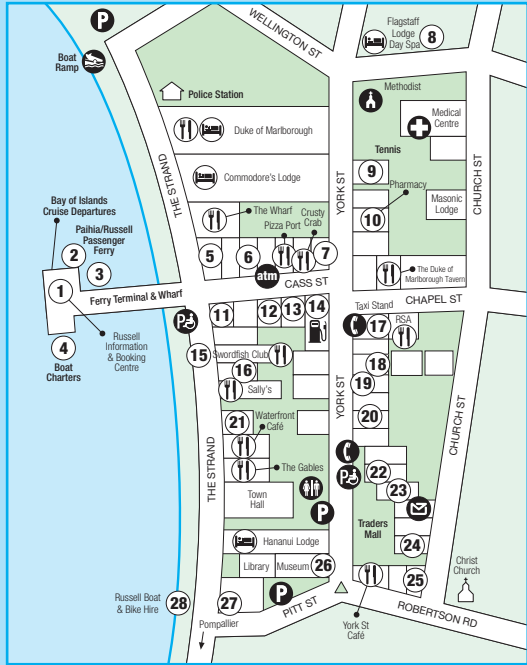 P
WELLINGTON ST
Flagstaff
Lodge
Day Spa
8
Boat
Ramp
Police Station
Methodist
Medical
Centre
Duke of Marlborough
Tennis
THE STRAND
Commodore's Lodge
YORK ST
9
Pharmacy
CHURCH ST
10
Masonic
Lodge
Bay of Islands
Cruise Departures
The Wharf
Crusty
Crab
Pizza Port
Paihia/Russell
Passenger
Ferry
2
3
5
6
7
atm
The Duke of
Marlborough Tavern
CASS ST
1
Ferry Terminal & Wharf
CHAPEL ST
Taxi Stand
RSA
P
11
12
13
14
17
4
Boat
Charters
Russell
Information
& Booking
Centre
15
Swordfish Club
18
16
Sally's
19
YORK ST
20
21
Waterfront
Café
CHURCH ST
THE STRAND
The Gables
P
22
23
Town
Hall
P
Traders
Mall
24
Hananui Lodge
Library
Museum
26
25
Christ
Church
Russell Boat
& Bike Hire
28
27
P
PITT ST
ROBERTSON RD
Pompallier
York St
Café